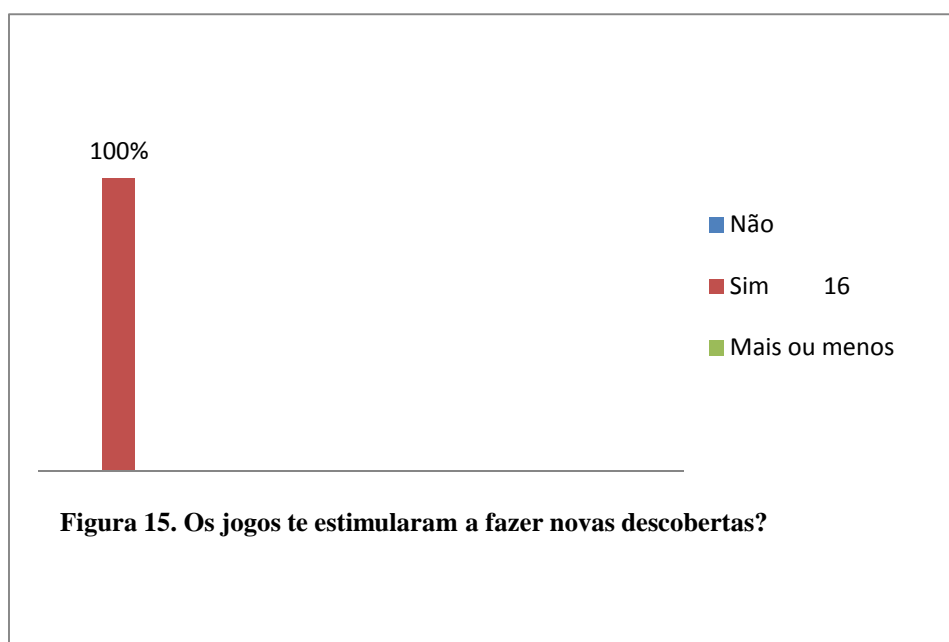 100%
Não
Sim 16
Mais ou menos
Figura 15. Os jogos te estimularam a fazer novas descobertas?